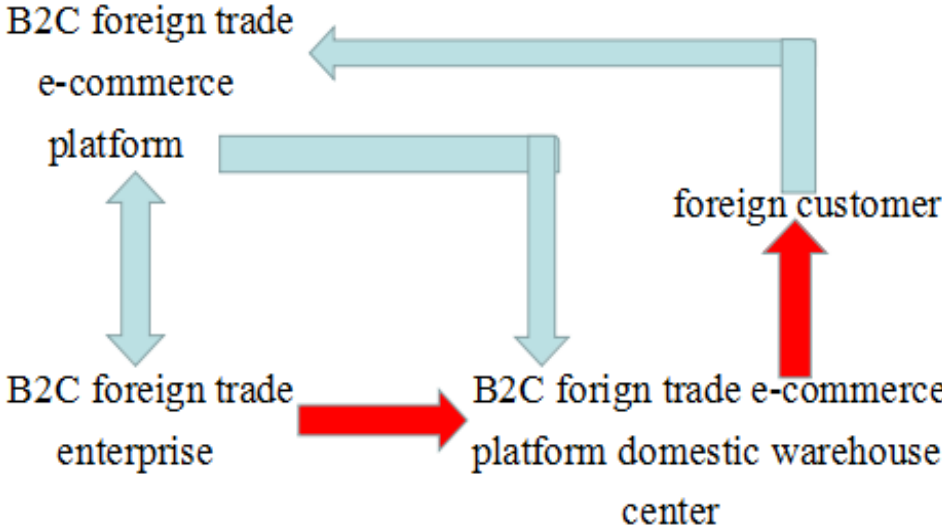 B2C foreign trade
e-commerce
platform
foreign customer
B2C foreign trade
enterprise
B2C forign trade e-commerce
platform domestic warehouse
center